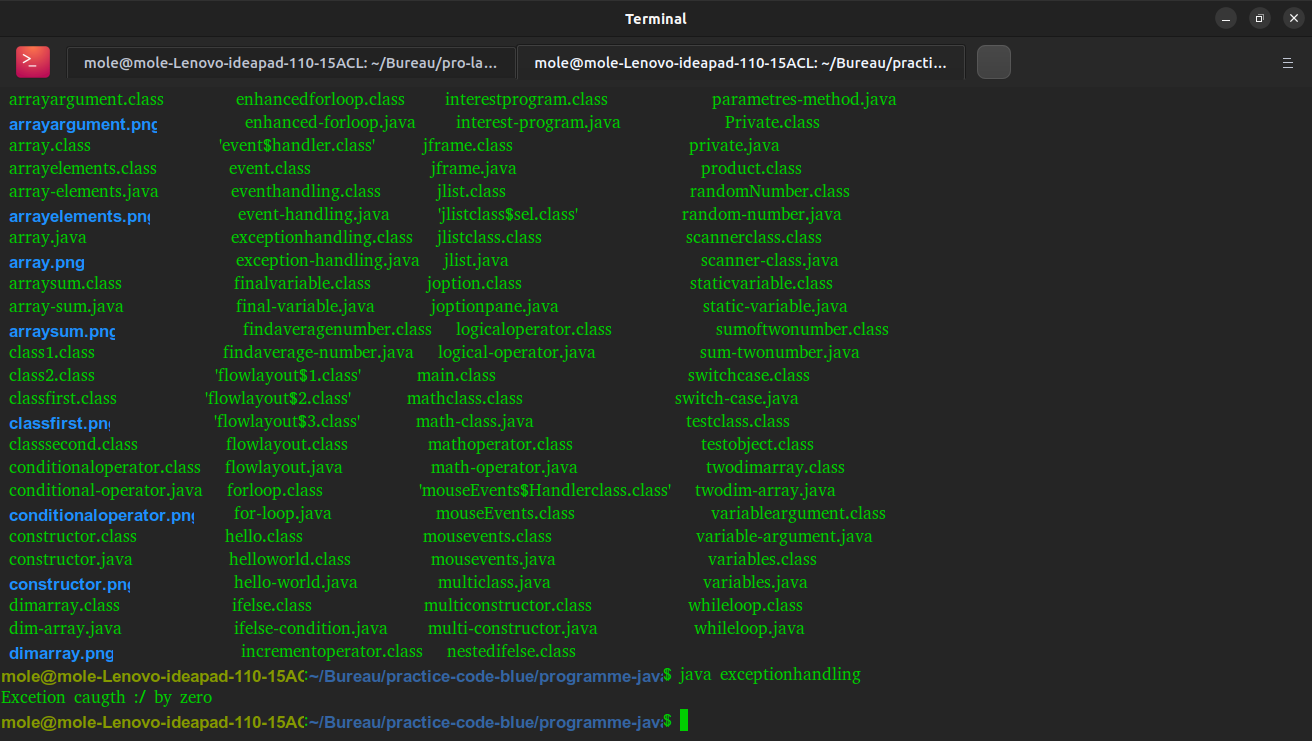 Terminal
>_ mole@mole-Lenovo-ideapad-110-15ACL: ~/Bureau/pro-la... mole@mole-Lenovo-ideapad-110-15ACL: ~/Bureau/practi...
arrayargument.class enhancedforloop.class interestprogram.class parametres-method.java
arrayargument.png enhanced-forloop.java interest-program.java Private.class
array.class 'event$handler.class' jframe.class private.java
arrayelements.class event.class jframe.java product.class
array-elements.java eventhandling.class jlist.class randomNumber.class
arrayelements.png event-handling.java 'jlistclass$sel.class' random-number.java
array.java exceptionhandling.class jlistclass.class scannerclass.class
array.png exception-handling.java jlist.java scanner-class.java
arraysum.class finalvariable.class joption.class staticvariable.class
array-sum.java final-variable.java joptionpane.java static-variable.java
arraysum.png findaveragenumber.class logicaloperator.class sumoftwonumber.class
class1.class findaverage-number.java logical-operator.java sum-twonumber.java
class2.class 'flowlayout$1.class' main.class switchcase.class
classfirst.class 'flowlayout$2.class' mathclass.class switch-case.java
classfirst.png 'flowlayout$3.class' math-class.java testclass.class
classsecond.class flowlayout.class mathoperator.class testobject.class
conditionaloperator.class flowlayout.java math-operator.java twodimarray.class
conditional-operator.java forloop.class 'mouseEvents$Handlerclass.class' twodim-array.java
conditionaloperator.png for-loop.java mouseEvents.class variableargument.class
constructor.class hello.class mousevents.class variable-argument.java
constructor.java helloworld.class mousevents.java variables.class
constructor.png hello-world.java multiclass.java variables.java
dimarray.class ifelse.class multiconstructor.class whileloop.class
dim-array.java ifelse-condition.java multi-constructor.java whileloop.java
dimarray.png incrementoperator.class nestedifelse.class
mole@mole-Lenovo-ideapad-110-15AC:~/Bureau/practice-code-blue/programme-java$ java exceptionhandling
Excetion caugth :/ by zero
mole@mole-Lenovo-ideapad-110-15AC:~/Bureau/practice-code-blue/programme-java$